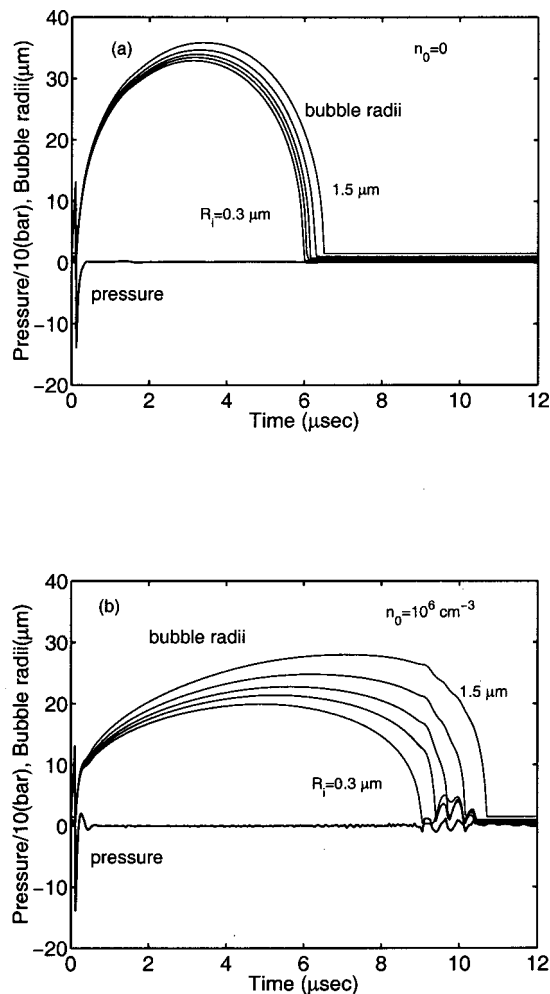 (a)
n₀=0
bubble radii
1.5 μm
Rᵢ=0.3 μm
pressure
Pressure/10(bar), Bubble radii(μm)
40
30
20
10
0
−10
−20
0 2 4 6 8 10 12
Time (μsec)
(b)
n₀=10⁶ cm⁻³
bubble radii
1.5 μm
Rᵢ=0.3 μm
pressure
Pressure/10(bar), Bubble radii(μm)
40
30
20
10
0
−10
−20
0 2 4 6 8 10 12
Time (μsec)